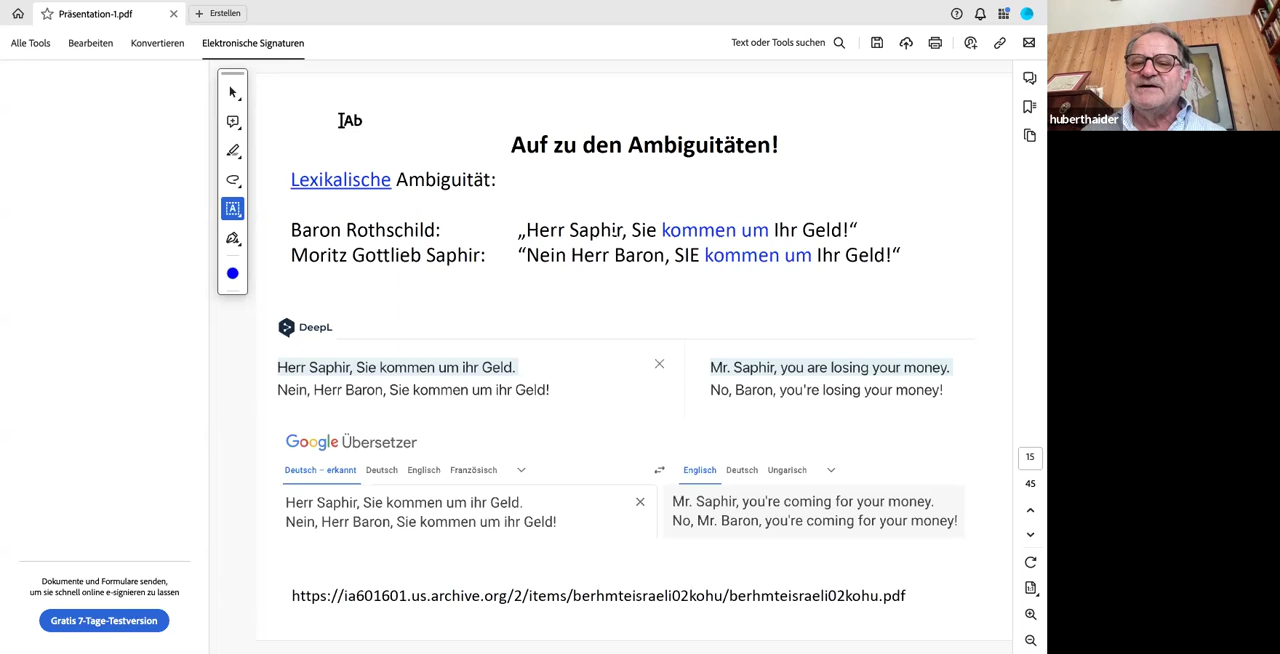 Präsentation-1.pdf
Erstellen
Alle Tools
Bearbeiten
Konvertieren
Elektronische Signaturen
Text oder Tools suchen
huberthaider
Ab
Auf zu den Ambiguitäten!
Lexikalische Ambiguität:
Baron Rothschild: „Herr Saphir, Sie kommen um Ihr Geld!“
Moritz Gottlieb Saphir: “Nein Herr Baron, SIE kommen um Ihr Geld!“
DeepL
Herr Saphir, Sie kommen um ihr Geld.
Nein, Herr Baron, Sie kommen um ihr Geld!
Mr. Saphir, you are losing your money.
No, Baron, you're losing your money!
Google Übersetzer
Deutsch – erkannt Deutsch Englisch Französisch
Englisch Deutsch Ungarisch
Herr Saphir, Sie kommen um ihr Geld.
Nein, Herr Baron, Sie kommen um ihr Geld!
Mr. Saphir, you're coming for your money.
No, Mr. Baron, you're coming for your money!
https://ia601601.us.archive.org/2/items/berhmteisraeli02kohu/berhmteisraeli02kohu.pdf
Dokumente und Formulare senden,
um sie schnell online e-signieren zu lassen
Gratis 7-Tage-Testversion
15
45